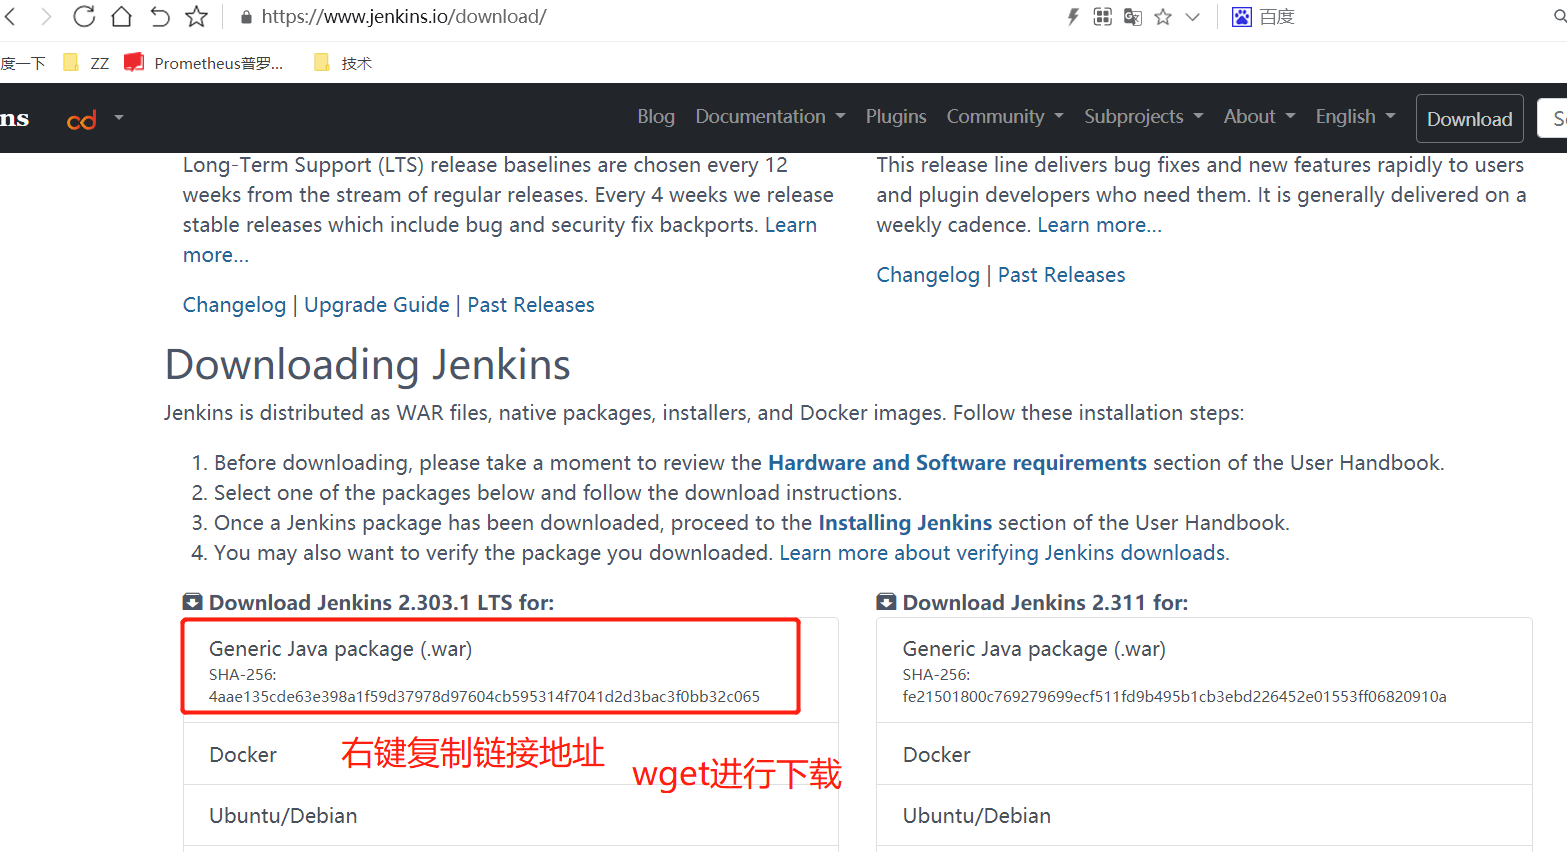 https://www.jenkins.io/download/
百度
度一下
ZZ
Prometheus普罗...
技术
ns
cd
Blog
Documentation
Plugins
Community
Subprojects
About
English
Download
Long-Term Support (LTS) release baselines are chosen every 12
weeks from the stream of regular releases. Every 4 weeks we release
stable releases which include bug and security fix backports. Learn
more...
Changelog | Upgrade Guide | Past Releases
This release line delivers bug fixes and new features rapidly to users
and plugin developers who need them. It is generally delivered on a
weekly cadence. Learn more...
Changelog | Past Releases
Downloading Jenkins
Jenkins is distributed as WAR files, native packages, installers, and Docker images. Follow these installation steps:
1. Before downloading, please take a moment to review the Hardware and Software requirements section of the User Handbook.
2. Select one of the packages below and follow the download instructions.
3. Once a Jenkins package has been downloaded, proceed to the Installing Jenkins section of the User Handbook.
4. You may also want to verify the package you downloaded. Learn more about verifying Jenkins downloads.
Download Jenkins 2.303.1 LTS for:
Generic Java package (.war)
SHA-256:
4aae135cde63e398a1f59d37978d97604cb595314f7041d2d3bac3f0bb32c065
Docker
右键复制链接地址
wget进行下载
Ubuntu/Debian
Download Jenkins 2.311 for:
Generic Java package (.war)
SHA-256:
fe21501800c769279699ecf511fd9b495b1cb3ebd226452e01553ff06820910a
Docker
Ubuntu/Debian